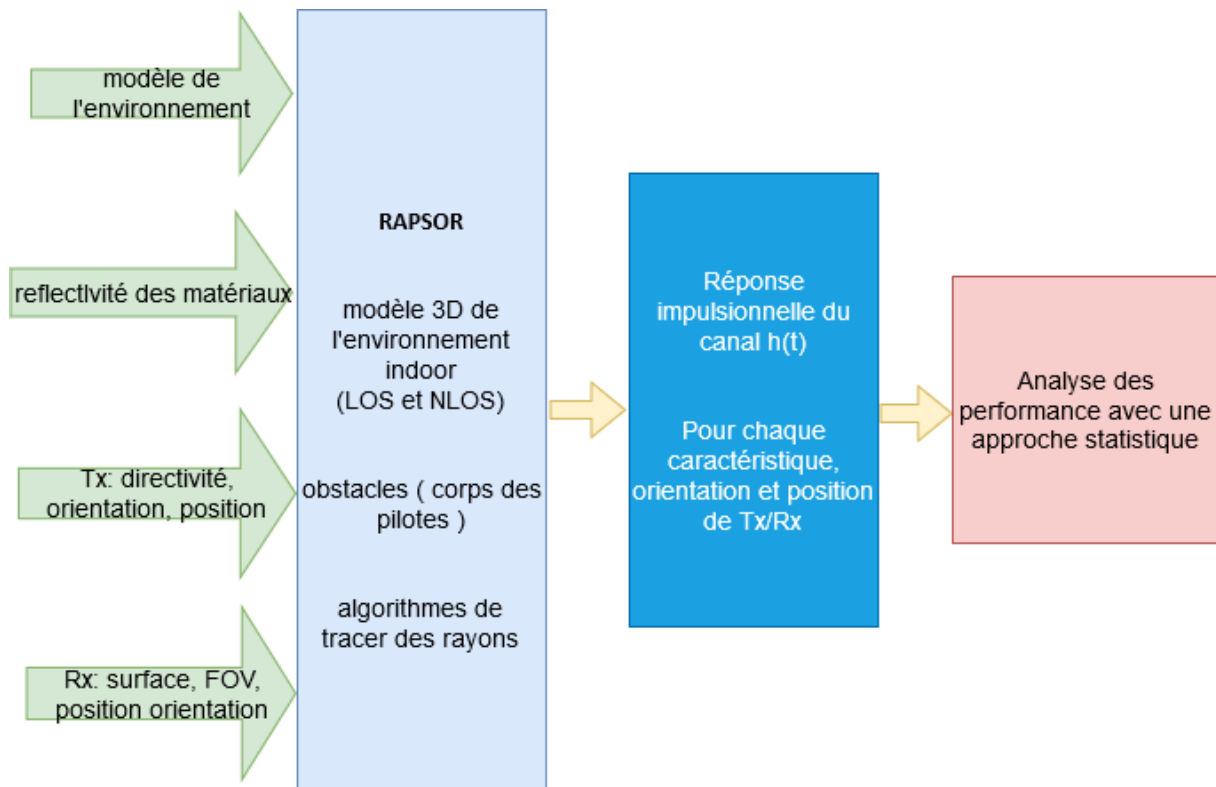 modèle de
l'environnement
reflectIvité des matériaux
Tx: directivité,
orientation, position
Rx: surface, FOV,
position orientation
RAPSOR
modèle 3D de
l'environnement
indoor
(LOS et NLOS)
obstacles ( corps des
pilotes )
algorithmes de
tracer des rayons
Réponse
impulsionnelle du
canal h(t)
Pour chaque
caractéristique,
orientation et position
de Tx/Rx
Analyse des
performance avec une
approche statistique